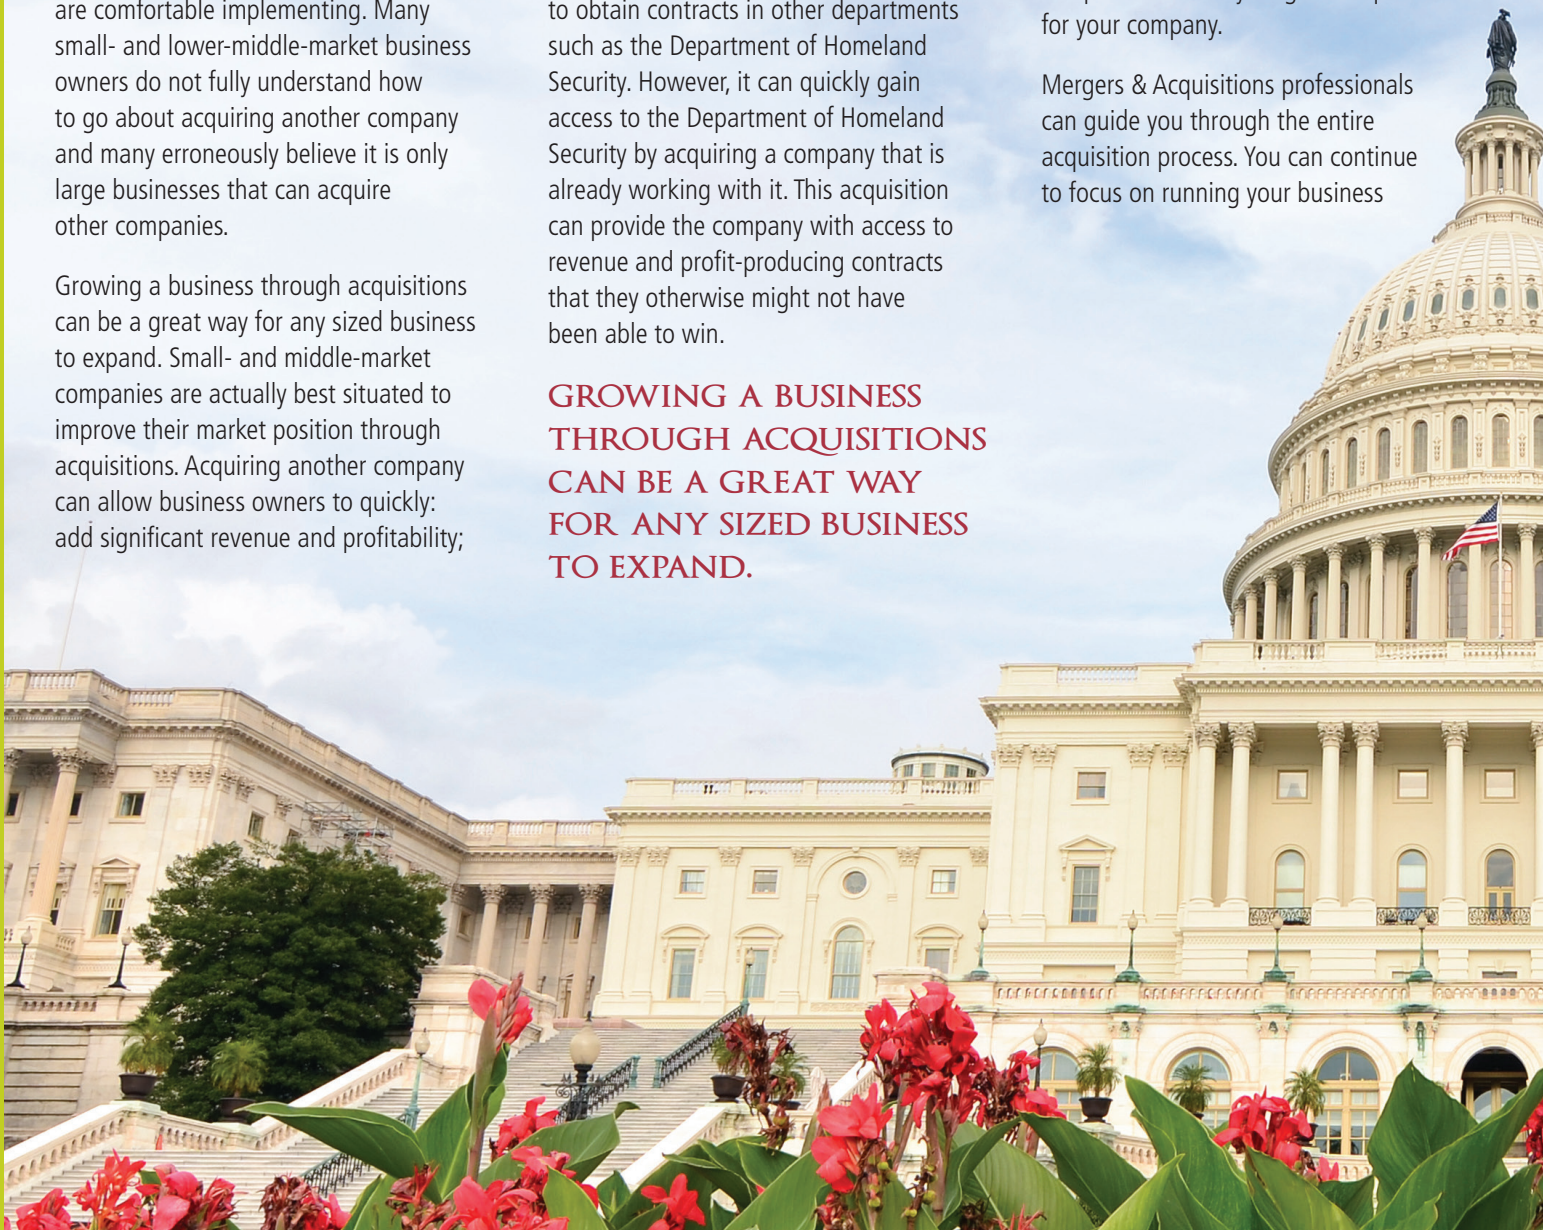 are comfortable implementing. Many
small- and lower-middle-market business
owners do not fully understand how
to go about acquiring another company
and many erroneously believe it is only
large businesses that can acquire
other companies.
Growing a business through acquisitions
can be a great way for any sized business
to expand. Small- and middle-market
companies are actually best situated to
improve their market position through
acquisitions. Acquiring another company
can allow business owners to quickly:
add significant revenue and profitability;
to obtain contracts in other departments
such as the Department of Homeland
Security. However, it can quickly gain
access to the Department of Homeland
Security by acquiring a company that is
already working with it. This acquisition
can provide the company with access to
revenue and profit-producing contracts
that they otherwise might not have
been able to win.
GROWING A BUSINESS
THROUGH ACQUISITIONS
CAN BE A GREAT WAY
FOR ANY SIZED BUSINESS
TO EXPAND.
for your company.
Mergers & Acquisitions professionals
can guide you through the entire
acquisition process. You can continue
to focus on running your business